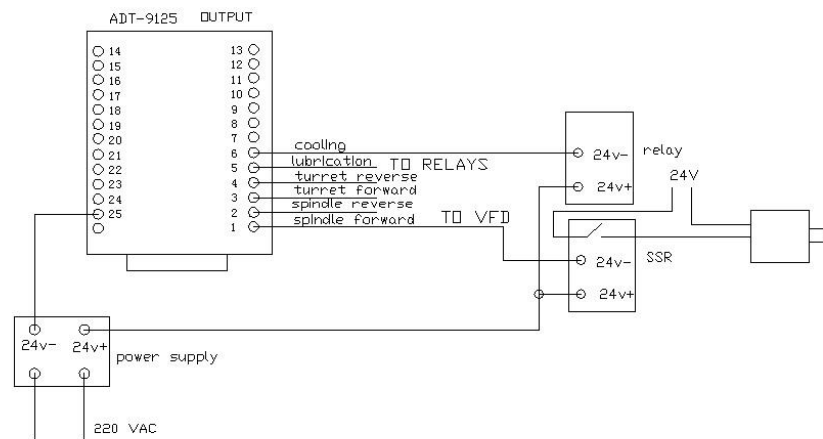 ADT-9125 OUTPUT
14 13
15 12
16 11
17 10
18 9
19 8
20 7
21 6 cooling
22 5 lubrication TO RELAYS
23 4 turret reverse
24 3 turret forward
25 2 spindle reverse
1 spindle forward TO VFD
24v- relay
24v+
24V
24v- SSR
24v+
24v- 24v+ power supply
220 VAC